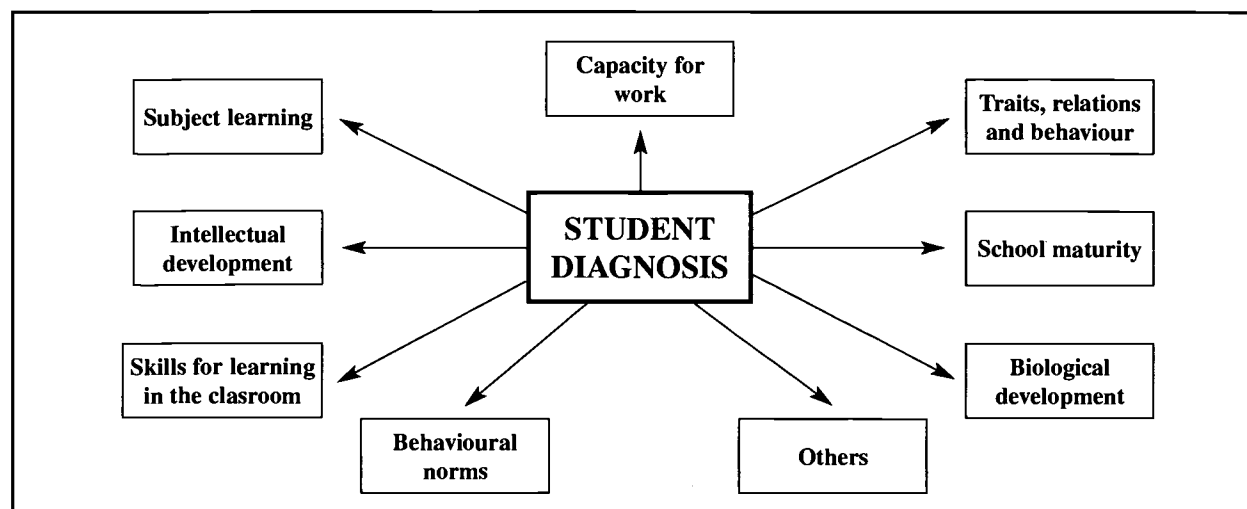 Capacity for
work
Subject learning
Traits, relations
and behaviour
STUDENT
DIAGNOSIS
Intellectual
development
School maturity
Skills for learning
in the clasroom
Biological
development
Behavioural
norms
Others